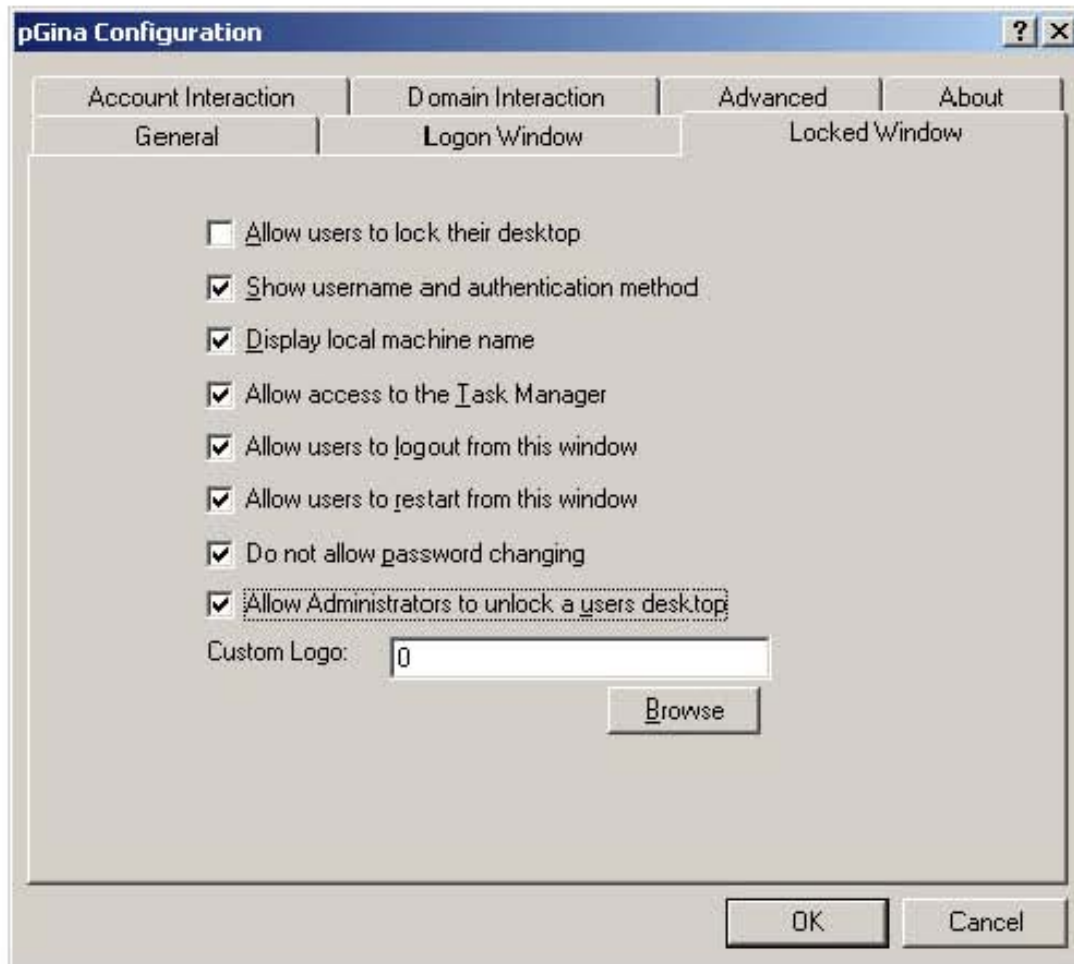 pGina Configuration
Account Interaction Domain Interaction Advanced About
General Logon Window Locked Window
Allow users to lock their desktop
Show username and authentication method
Display local machine name
Allow access to the Task Manager
Allow users to logout from this window
Allow users to restart from this window
Do not allow password changing
Allow Administrators to unlock a users desktop
Custom Logo: 0
Browse
OK Cancel